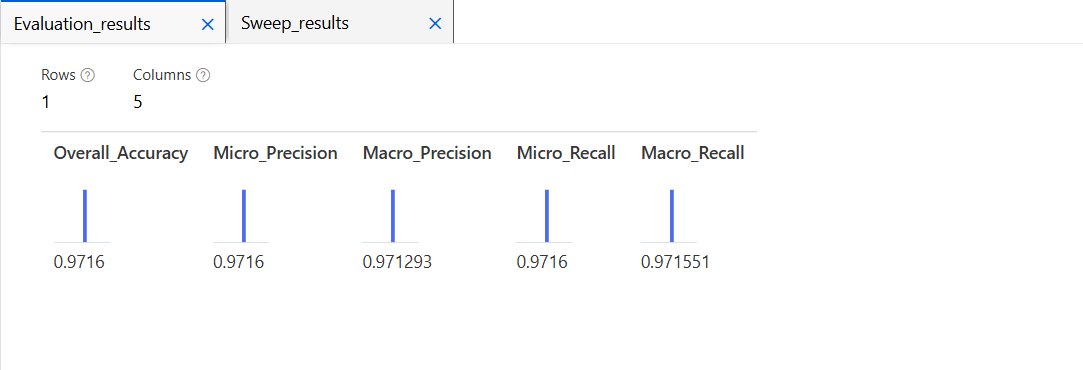 Evaluation_results
Sweep_results
Rows
Columns
1
5
Overall_Accuracy Micro_Precision Macro_Precision Micro_Recall Macro_Recall
0.9716 0.9716 0.971293 0.9716 0.971551